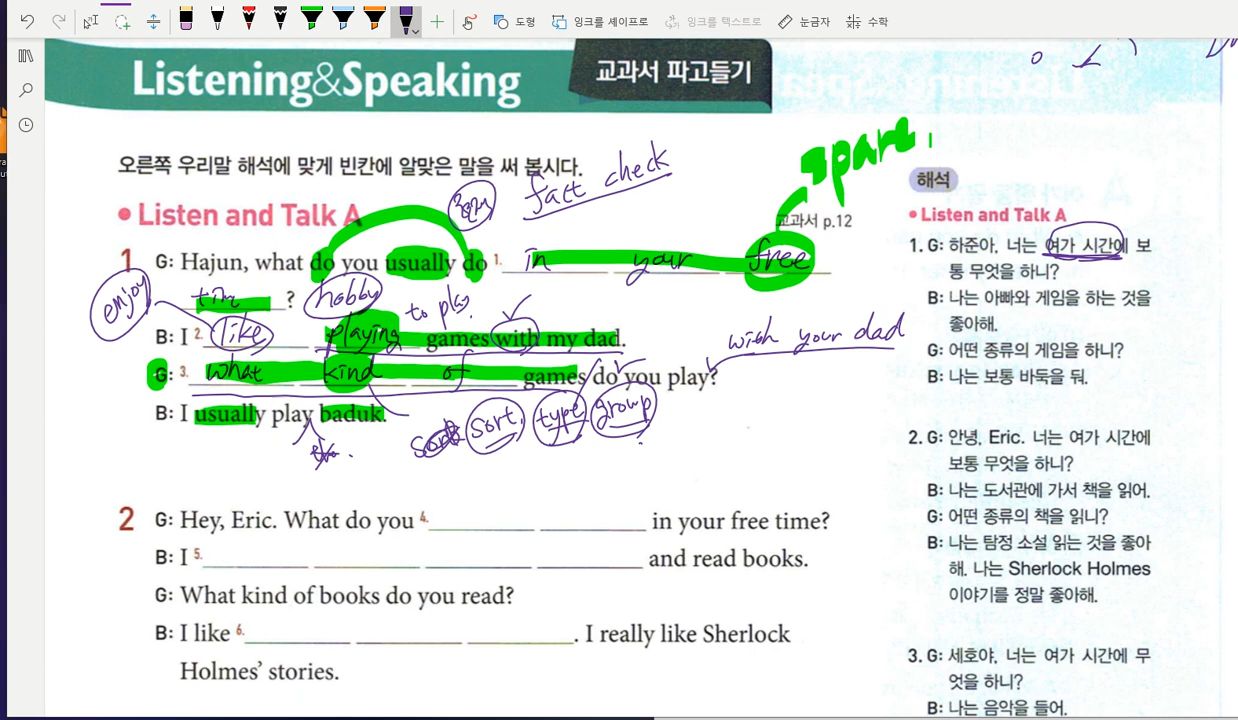 도형 잉크를 셰이프로 잉크를 텍스트로 눈금자 수학
Listening&Speaking
교과서 파고들기
오른쪽 우리말 해석에 맞게 빈칸에 알맞은 말을 써 봅시다.
fact check
spare
• Listen and Talk A
교과서 p.12
1 G: Hajun, what do you usually do 1. in your free
time ?
enjoy
hobby
to play
B: I 2. like playing games with my dad.
with your dad
G: 3. what kind of games do you play?
B: I usually play baduk.
sort, type, group
2 G: Hey, Eric. What do you 4. in your free time?
B: I 5. and read books.
G: What kind of books do you read?
B: I like 6. . I really like Sherlock
Holmes’ stories.
해석
• Listen and Talk A
1. G: 하준아, 너는 여가 시간에 보
통 무엇을 하니?
B: 나는 아빠와 게임을 하는 것을
좋아해.
G: 어떤 종류의 게임을 하니?
B: 나는 보통 바둑을 둬.
2. G: 안녕, Eric. 너는 여가 시간에
보통 무엇을 하니?
B: 나는 도서관에 가서 책을 읽어.
G: 어떤 종류의 책을 읽니?
B: 나는 탐정 소설 읽는 것을 좋아
해. 나는 Sherlock Holmes
이야기를 정말 좋아해.
3. G: 세호야, 너는 여가 시간에 무
엇을 하니?
B: 나는 음악을 들어.